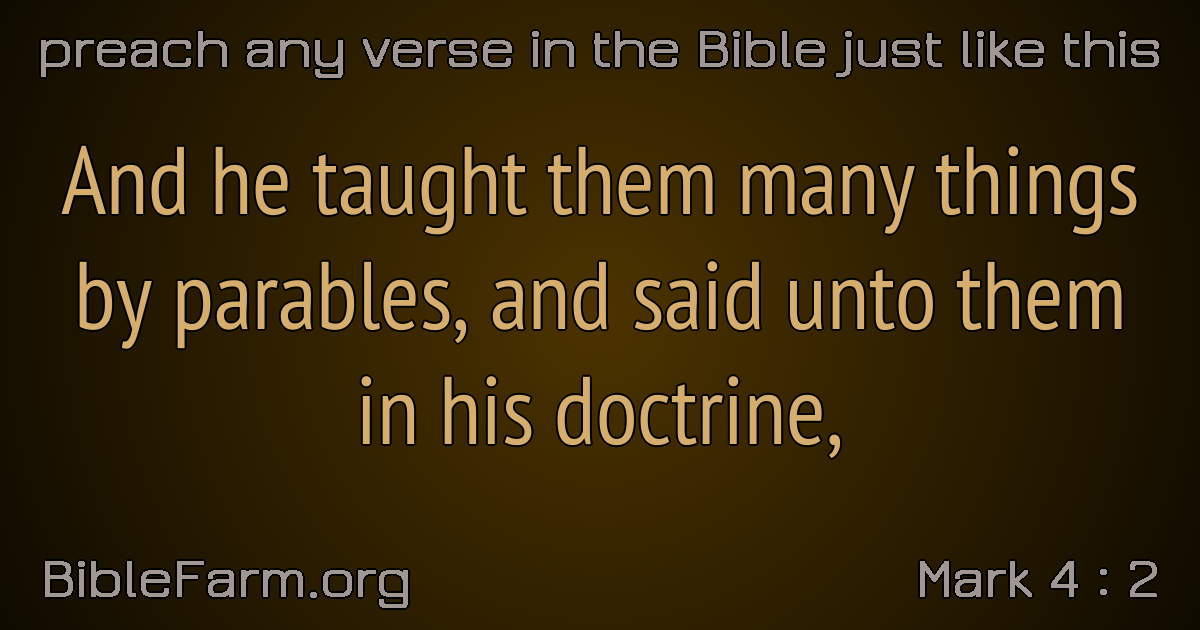 preach any verse in the Bible just like this
And he taught them many things
by parables, and said unto them
in his doctrine,
BibleFarm.org
Mark 4 : 2